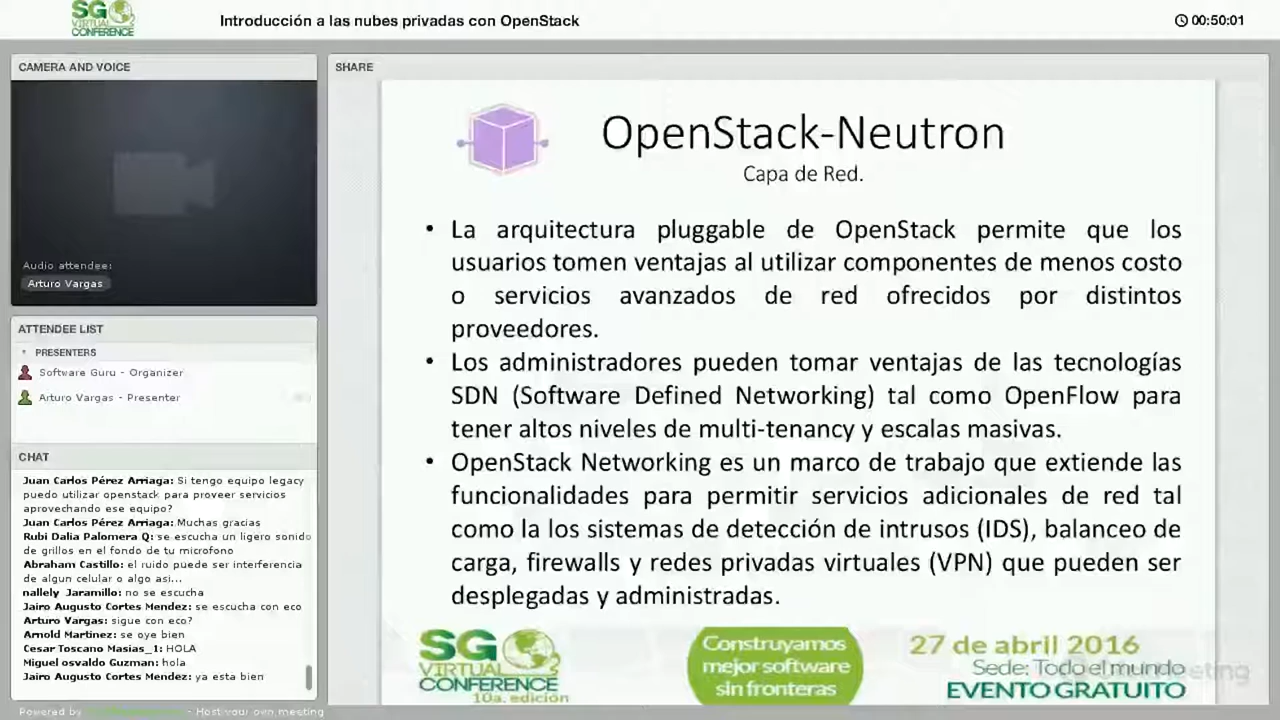 SG
VIRTUAL
CONFERENCE
Introducción a las nubes privadas con OpenStack
00:50:01
CAMERA AND VOICE
Audio attendee:
Arturo Vargas
ATTENDEE LIST
PRESENTERS
Software Guru - Organizer
Arturo Vargas - Presenter
CHAT
Juan Carlos Pérez Arriaga: Si tengo equipo legacy
puedo utilizar openstack para proveer servicios
aprovechando ese equipo?
Juan Carlos Pérez Arriaga: Muchas gracias
Rubi Dalia Palomera Q: se escucha un ligero sonido
de grillos en el fondo de tu microfono
Abraham Castillo: el ruido puede ser interferencia
de algun celular o algo asi...
nallely Jaramillo: no se escucha
Jairo Augusto Cortes Mendez: se escucha con eco
Arturo Vargas: sigue con eco?
Arnold Martinez: se oye bien
Cesar Toscano Masias_1: HOLA
Miguel osvaldo Guzman: hola
Jairo Augusto Cortes Mendez: ya esta bien
Powered by - Host your own meeting
SHARE
OpenStack-Neutron
Capa de Red.
• La arquitectura pluggable de OpenStack permite que los
usuarios tomen ventajas al utilizar componentes de menos costo
o servicios avanzados de red ofrecidos por distintos
proveedores.
• Los administradores pueden tomar ventajas de las tecnologías
SDN (Software Defined Networking) tal como OpenFlow para
tener altos niveles de multi-tenancy y escalas masivas.
• OpenStack Networking es un marco de trabajo que extiende las
funcionalidades para permitir servicios adicionales de red tal
como la los sistemas de detección de intrusos (IDS), balanceo de
carga, firewalls y redes privadas virtuales (VPN) que pueden ser
desplegadas y administradas.
SG
VIRTUAL
CONFERENCE
10a. edición
Construyamos
mejor software
sin fronteras
27 de abril 2016
Sede: Todo el mundo
EVENTO GRATUITO